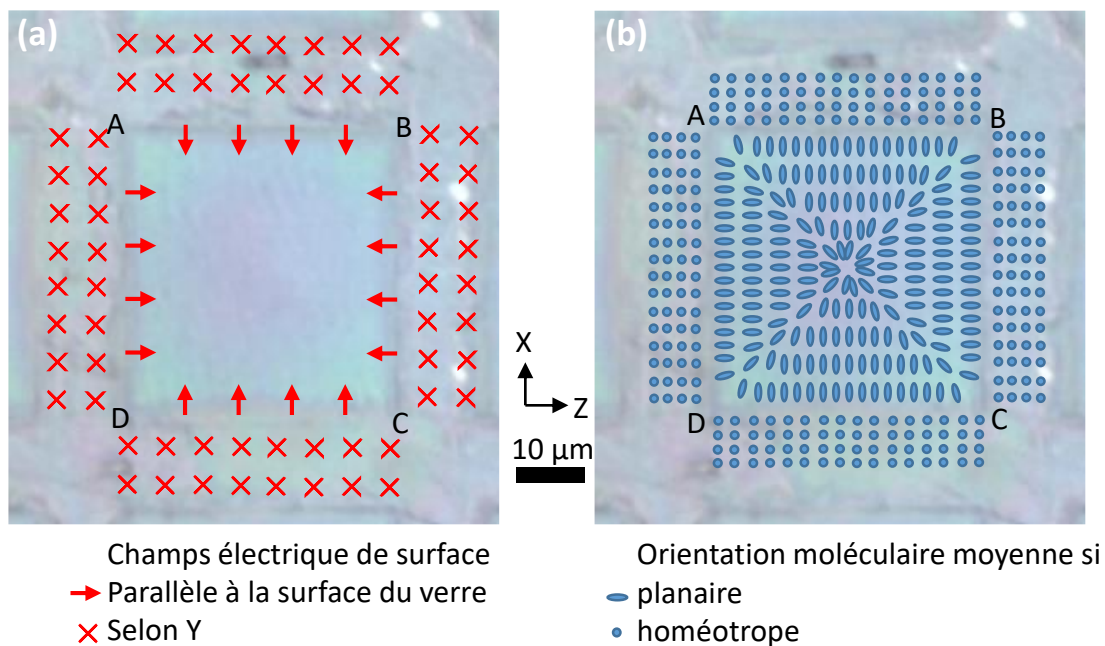 (a)
(b)
A
B
A
B
D
C
D
C
X
Z
10 µm
Champs électrique de surface
Parallèle à la surface du verre
Selon Y
Orientation moléculaire moyenne si
planaire
homéotrope